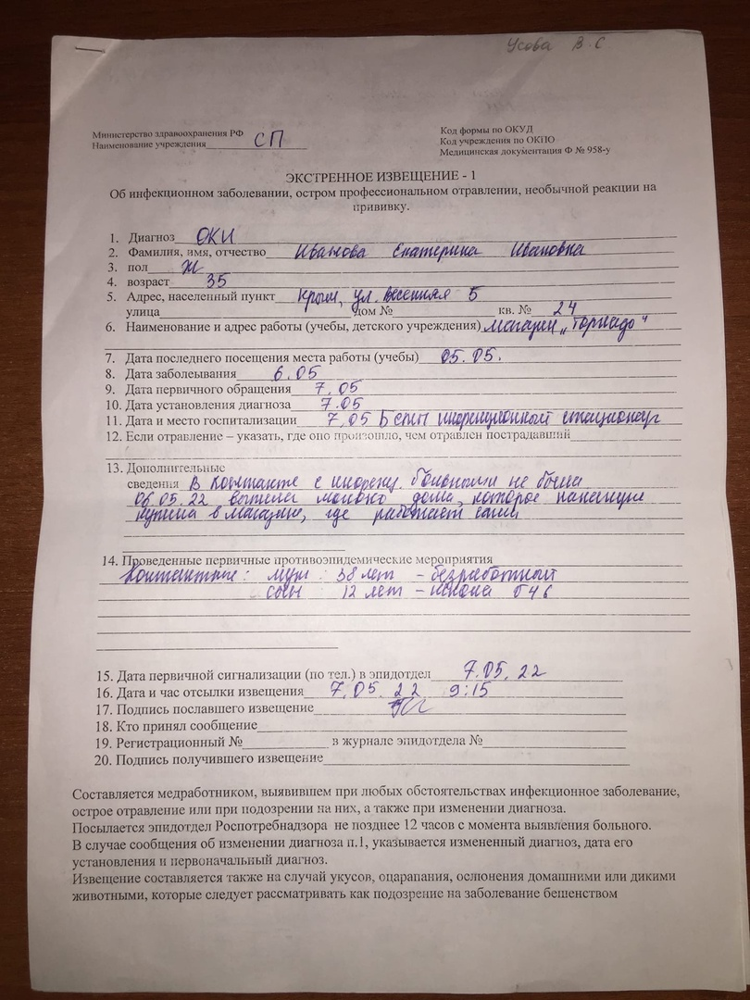 Усова В.С
Министерство здравоохранения РФ
Наименование учреждения СП
Код формы по ОКУД
Код учреждения по ОКПО
Медицинская документация Ф № 958-у
ЭКСТРЕННОЕ ИЗВЕЩЕНИЕ - 1
Об инфекционном заболевании, остром профессиональном отравлении, необычной реакции на
прививку.
1. Диагноз ОКИ
2. Фамилия, имя, отчество Иванова Екатерина Ивановна
3. пол Ж
4. возраст 35
5. Адрес, населенный пункт Крым, ул. Весенняя 5
улица дом № кв. № 24
6. Наименование и адрес работы (учебы, детского учреждения) магазин „Торнадо"
7. Дата последнего посещения места работы (учебы) 05.05.
8. Дата заболеывания 6.05
9. Дата первичного обращения 7.05
10. Дата установления диагноза 7.05
11. Дата и место госпитализации 7.05 БСМП инфекционный стационар
12. Если отравление – указать, где оно произошло, чем отравлен пострадавший
13. Дополнительные
сведения В контакте с инфекц. больными не была
06.05.22 выпила молоко дома, которое накануне
купила в магазине, где работает сама
14. Проведенные первичные противоэпидемические мероприятия
Контактные: муж: 38 лет - безработный
сын 12 лет – школа
15. Дата первичной сигнализации (по тел.) в эпидотдел 7.05.22
16. Дата и час отсылки извещения 7.05.22 9:15
17. Подпись пославшего извещение
18. Кто принял сообщение
19. Регистрационный № в журнале эпидотдела №
20. Подпись получившего извещение
Составляется медработником, выявившем при любых обстоятельствах инфекционное заболевание,
острое отравление или при подозрении на них, а также при изменении диагноза.
Посылается эпидотдел Роспотребнадзора не позднее 12 часов с момента выявления больного.
В случае сообщения об изменении диагноза п.1, указывается измененный диагноз, дата его
установления и первоначальный диагноз.
Извещение составляется также на случай укусов, оцарапания, ослюнения домашними или дикими
животными, которые следует рассматривать как подозрение на заболевание бешенством